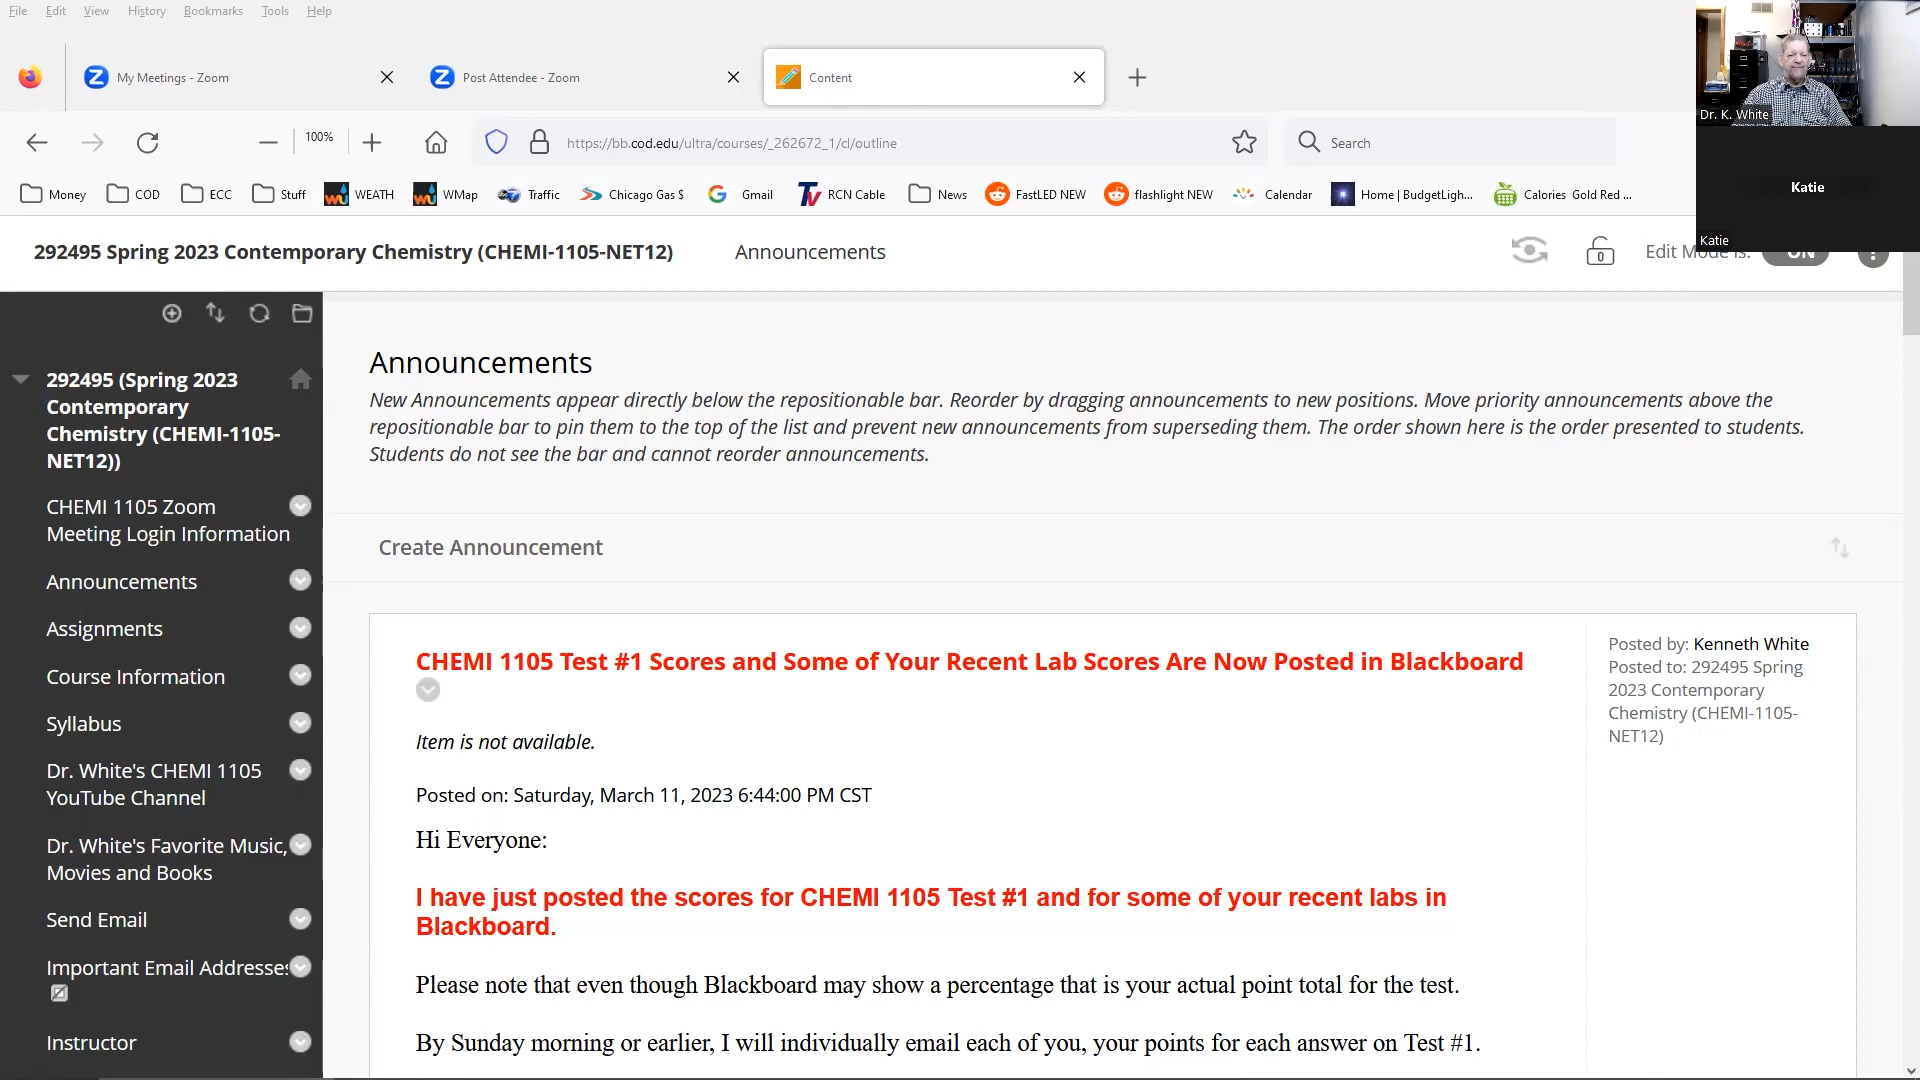 File Edit View History Bookmarks Tools Help
My Meetings - Zoom
Post Attendee - Zoom
Content
100%
https://bb.cod.edu/ultra/courses/_262672_1/cl/outline
Search
Money COD ECC Stuff WEATH WMap Traffic Chicago Gas $ Gmail RCN Cable News FastLED NEW flashlight NEW Calendar Home | BudgetLigh... Calories Gold Red ...
Dr. K. White
Katie
Katie
292495 Spring 2023 Contemporary Chemistry (CHEMI-1105-NET12)
Announcements
Edit Mode is:
ON
292495 (Spring 2023
Contemporary
Chemistry (CHEMI-1105-
NET12))
CHEMI 1105 Zoom
Meeting Login Information
Announcements
Assignments
Course Information
Syllabus
Dr. White's CHEMI 1105
YouTube Channel
Dr. White's Favorite Music,
Movies and Books
Send Email
Important Email Addresses
Instructor
Announcements
New Announcements appear directly below the repositionable bar. Reorder by dragging announcements to new positions. Move priority announcements above the
repositionable bar to pin them to the top of the list and prevent new announcements from superseding them. The order shown here is the order presented to students.
Students do not see the bar and cannot reorder announcements.
Create Announcement
CHEMI 1105 Test #1 Scores and Some of Your Recent Lab Scores Are Now Posted in Blackboard
Item is not available.
Posted on: Saturday, March 11, 2023 6:44:00 PM CST
Hi Everyone:
I have just posted the scores for CHEMI 1105 Test #1 and for some of your recent labs in
Blackboard.
Please note that even though Blackboard may show a percentage that is your actual point total for the test.
By Sunday morning or earlier, I will individually email each of you, your points for each answer on Test #1.
Posted by: Kenneth White
Posted to: 292495 Spring
2023 Contemporary
Chemistry (CHEMI-1105-
NET12)